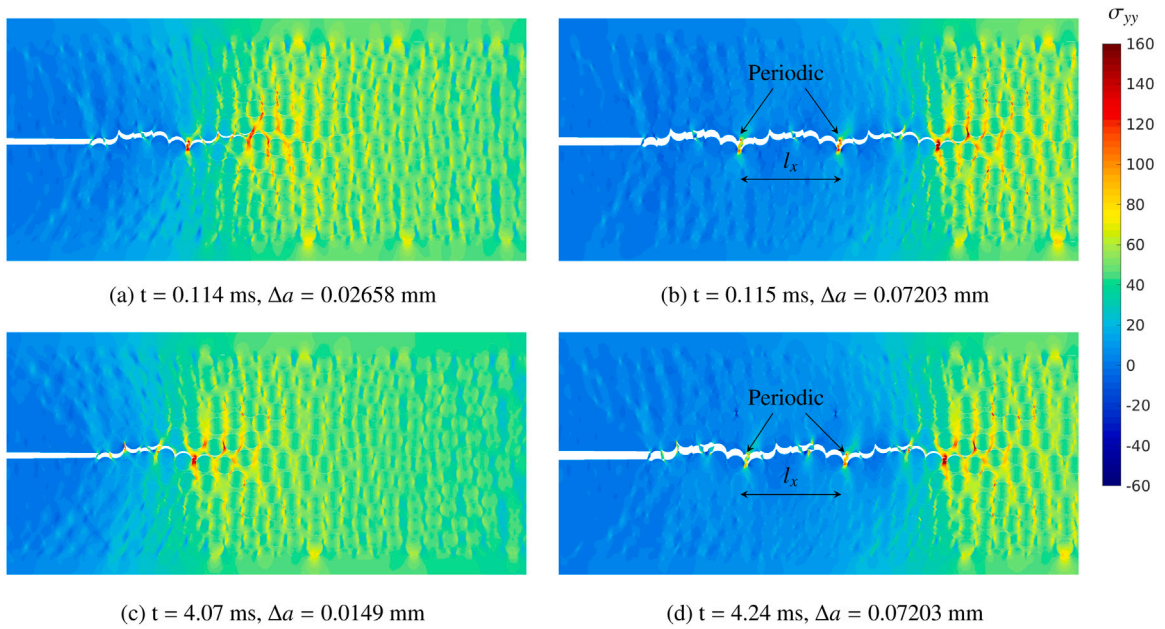 σyy
160
140
120
100
80
60
40
20
0
-20
-40
-60
Periodic
lx
(a) t = 0.114 ms, Δa = 0.02658 mm
(b) t = 0.115 ms, Δa = 0.07203 mm
Periodic
lx
(c) t = 4.07 ms, Δa = 0.0149 mm
(d) t = 4.24 ms, Δa = 0.07203 mm